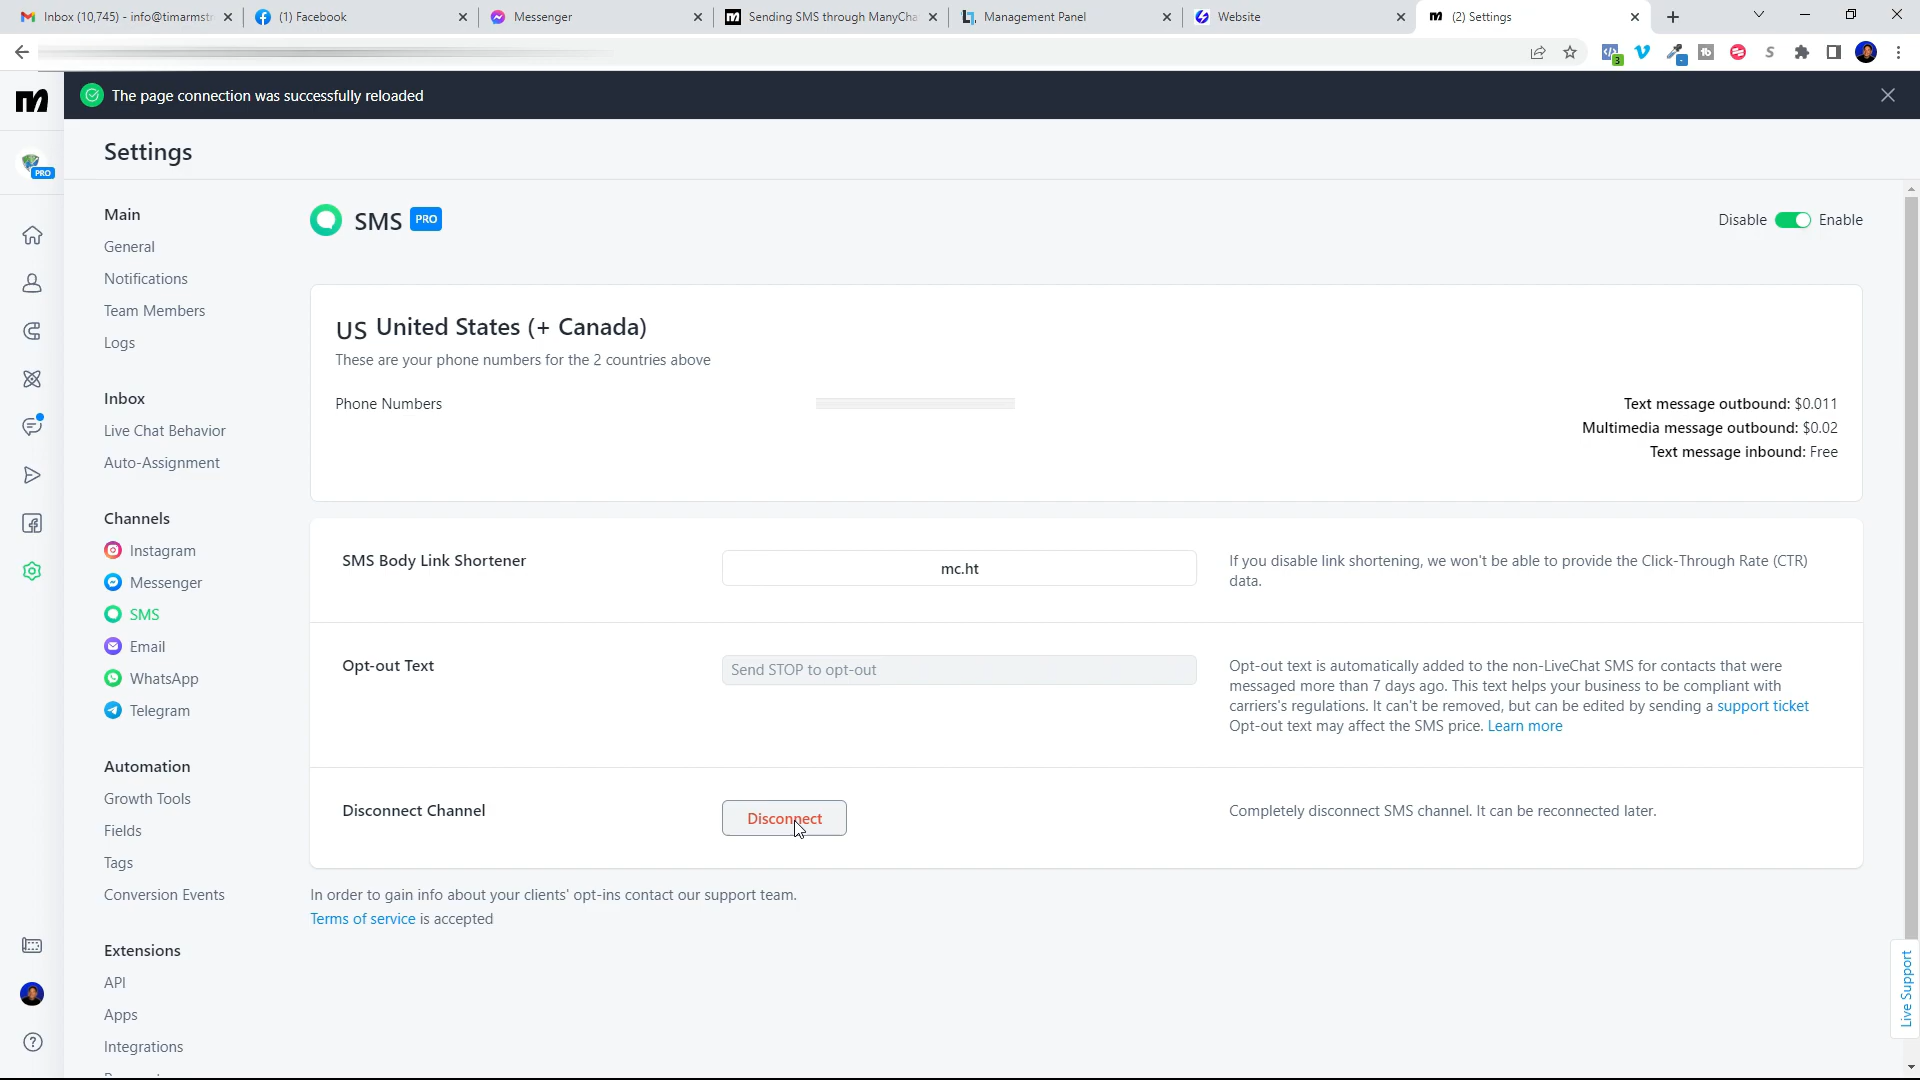 Inbox (10,745) - info@timarmstr
(1) Facebook
Messenger
Sending SMS through ManyCha
Management Panel
Website
(2) Settings
3
The page connection was successfully reloaded
PRO
Settings
Main
General
Notifications
Team Members
Logs
Inbox
Live Chat Behavior
Auto-Assignment
Channels
Instagram
Messenger
SMS
Email
WhatsApp
Telegram
Automation
Growth Tools
Fields
Tags
Conversion Events
Extensions
API
Apps
Integrations
SMS PRO
Disable Enable
US United States (+ Canada)
These are your phone numbers for the 2 countries above
Phone Numbers
Text message outbound: $0.011
Multimedia message outbound: $0.02
Text message inbound: Free
SMS Body Link Shortener
mc.ht
If you disable link shortening, we won't be able to provide the Click-Through Rate (CTR)
data.
Opt-out Text
Send STOP to opt-out
Opt-out text is automatically added to the non-LiveChat SMS for contacts that were
messaged more than 7 days ago. This text helps your business to be compliant with
carriers's regulations. It can't be removed, but can be edited by sending a support ticket
Opt-out text may affect the SMS price. Learn more
Disconnect Channel
Disconnect
Completely disconnect SMS channel. It can be reconnected later.
In order to gain info about your clients' opt-ins contact our support team.
Terms of service is accepted
Live Support